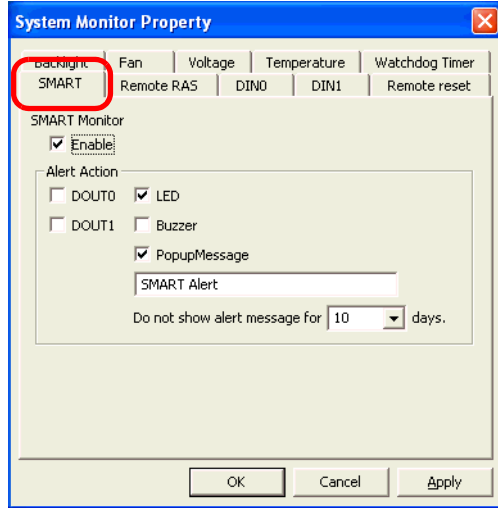 System Monitor Property
Backlight Fan Voltage Temperature Watchdog Timer
SMART Remote RAS DIN0 DIN1 Remote reset
SMART Monitor
Enable
Alert Action
DOUT0 LED
DOUT1 Buzzer
PopupMessage
SMART Alert
Do not show alert message for 10 days.
OK Cancel Apply